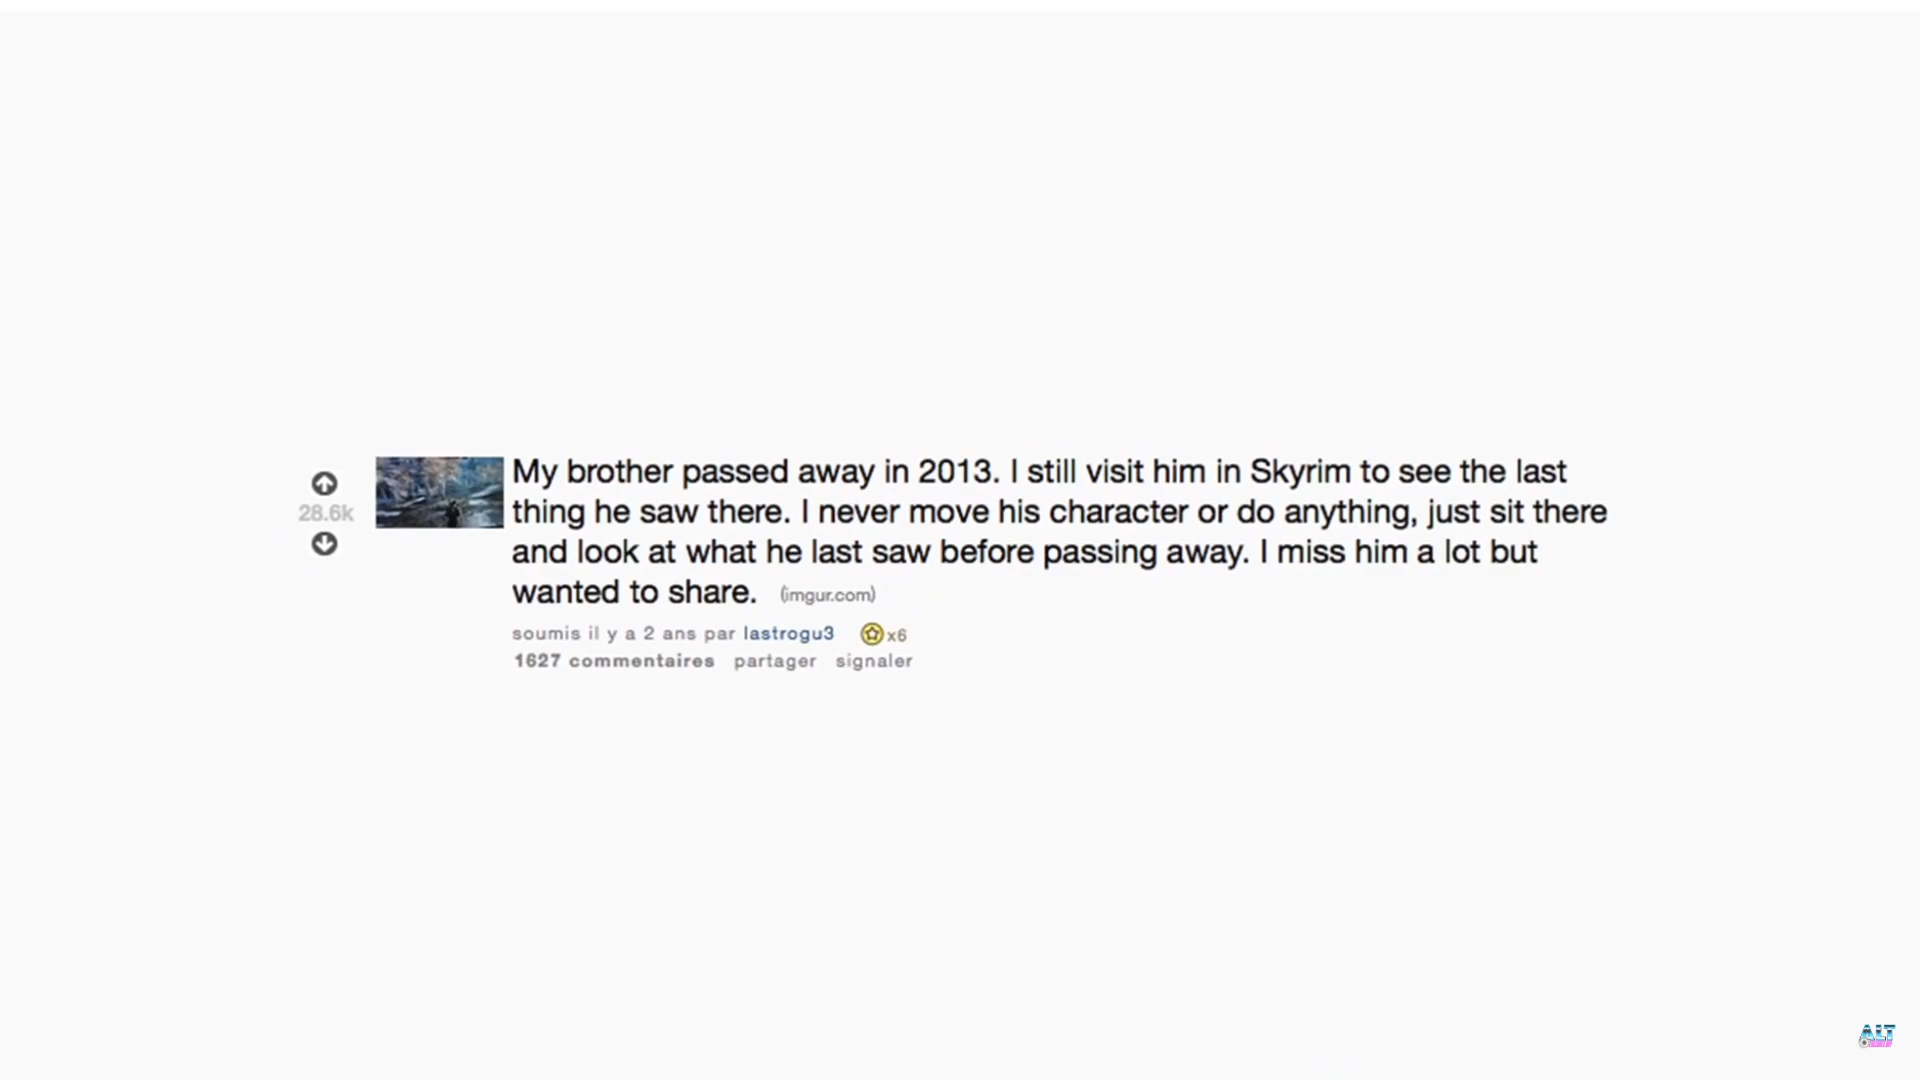 My brother passed away in 2013. I still visit him in Skyrim to see the last
28.6k
thing he saw there. I never move his character or do anything, just sit there
and look at what he last saw before passing away. I miss him a lot but
wanted to share. (imgur.com)
soumis il y a 2 ans par lastrogu3 x6
1627 commentaires partager signaler
ALT